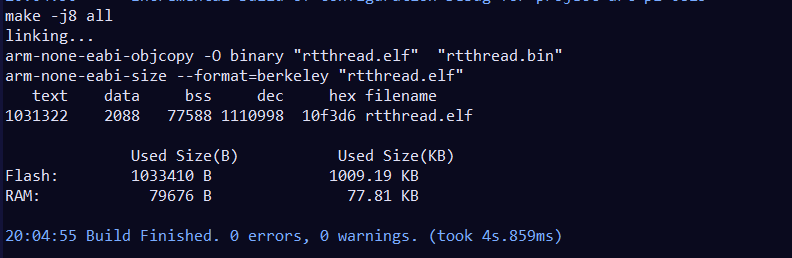 make -j8 all
linking...
arm-none-eabi-objcopy -O binary "rtthread.elf"  "rtthread.bin"
arm-none-eabi-size --format=berkeley "rtthread.elf"
   text    data     bss     dec     hex filename
1031322    2088   77588 1110998  10f3d6 rtthread.elf
Used Size(B)            Used Size(KB)
Flash:         1033410 B             1009.19 KB
RAM:             79676 B               77.81 KB
20:04:55 Build Finished. 0 errors, 0 warnings. (took 4s.859ms)